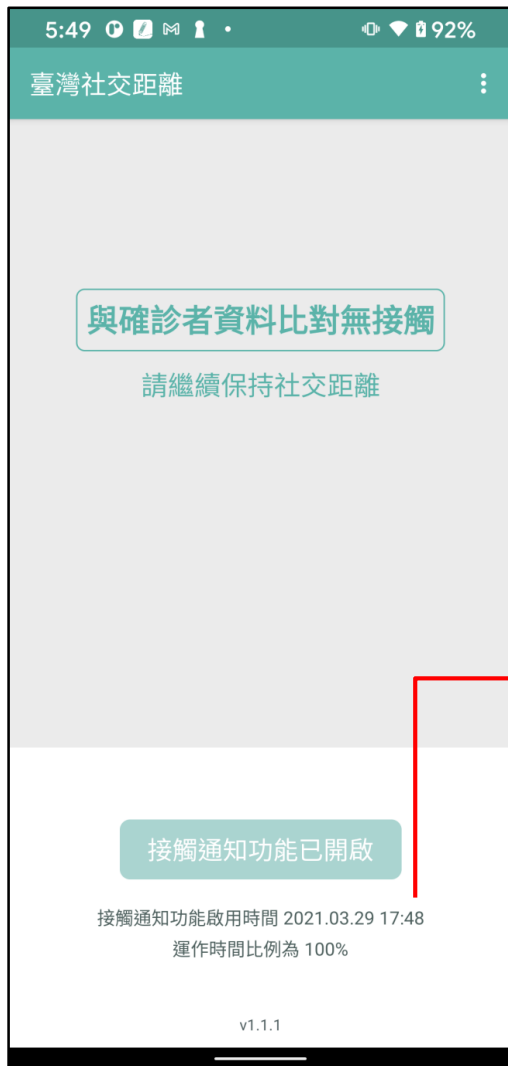 5:49 92%
臺灣社交距離
與確診者資料比對無接觸
請繼續保持社交距離
接觸通知功能已開啟
接觸通知功能啟用時間 2021.03.29 17:48
運作時間比例為 100%
v1.1.1